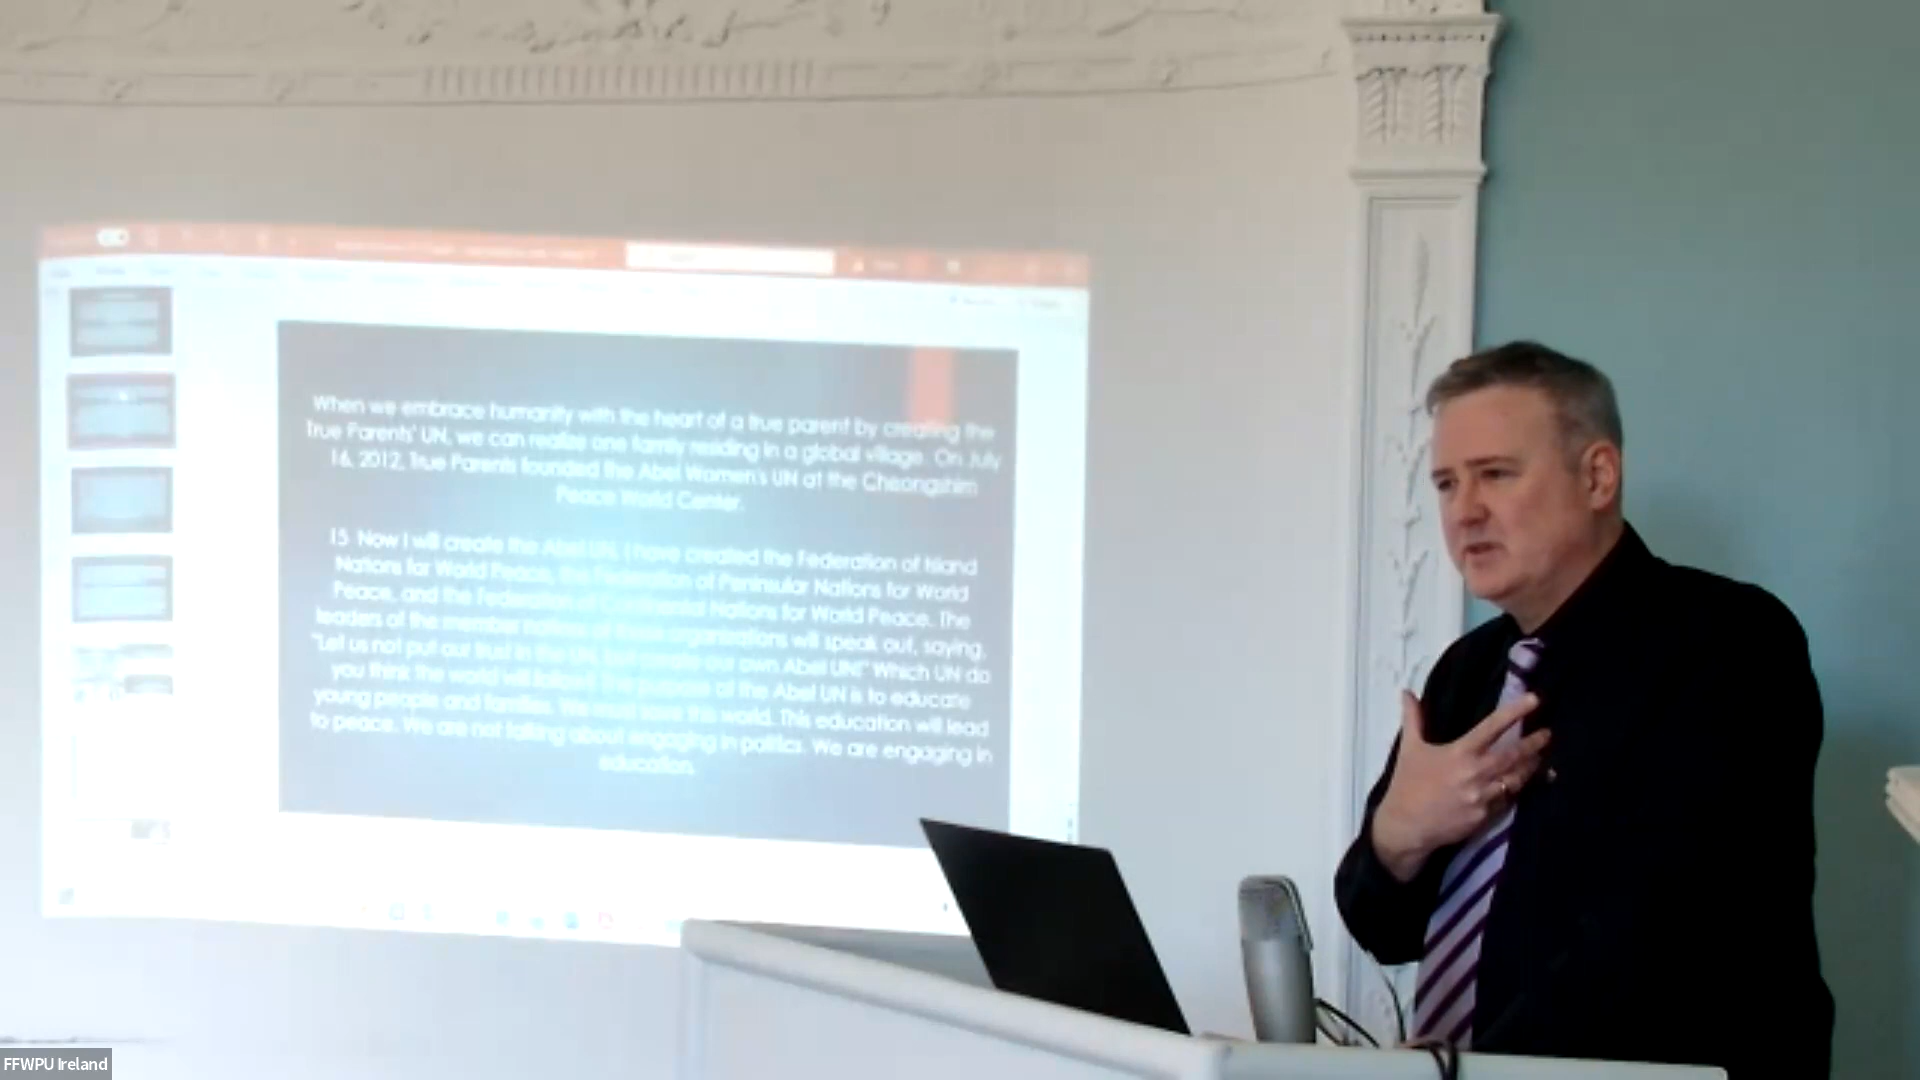 When we embrace humanity with the heart of a true parent by creating the
True Parents' UN, we can realize one family residing in a global village. On July
16, 2012, True Parents founded the Abel Women's UN at the Cheongshim
Peace World Center.
15 Now I will create the Abel UN. I have created the Federation of Island
Nations for World Peace, the Federation of Peninsular Nations for World
Peace, and the Federation of Continental Nations for World Peace. The
leaders of the member nations of these organizations will speak out, saying,
"Let us not put our trust in the UN, but create our own Abel UN!" Which UN do
you think the world will follow? The purpose of the Abel UN is to educate
young people and families. We must save this world. This education will lead
to peace. We are not talking about engaging in politics. We are engaging in
education.
FFWPU Ireland